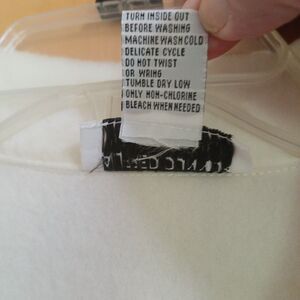 TURN INSIDE OUT
BEFORE WASHING
MACHINE WASH COLD
DELICATE CYCLE
DO NOT TWIST
OR WRING
TUMBLE DRY LOW
ONLY NON-CHLORINE
BLEACH WHEN NEEDED